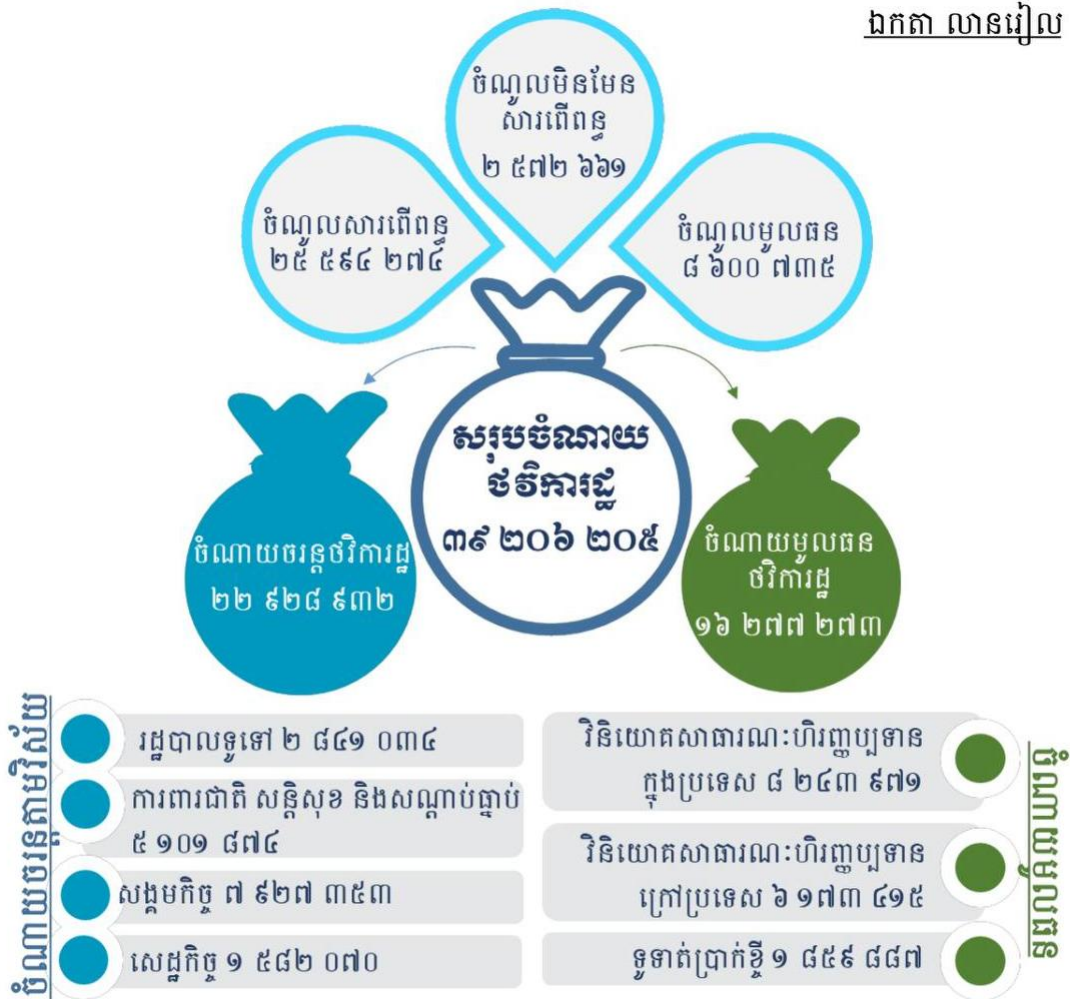 ឯកតា លានរៀល
ចំណូលមិនមែន
សារពើពន្ធ
២ ៥៧២ ៦៦១
ចំណូលសារពើពន្ធ
២៥ ៥៩៤ ២៧៤
ចំណូលមូលធន
៨ ៦០០ ៧៣៥
សរុបចំណាយ
ថវិការដ្ឋ
៣៩ ២០៦ ២០៥
ចំណាយចរន្តថវិការដ្ឋ
២២ ៩២៨ ៩៣២
ចំណាយមូលធន
ថវិការដ្ឋ
១៦ ២៧៧ ២៧៣
ចំណាយចរន្តតាមវិស័យ
រដ្ឋបាលទូទៅ ២ ៨៤១ ០៣៤
ការពារជាតិ សន្តិសុខ និងសណ្តាប់ធ្នាប់
៥ ១០១ ៨៧៤
សង្គមកិច្ច ៧ ៩២៧ ៣៥៣
សេដ្ឋកិច្ច ១ ៥៨២ ០៧០
ចំណាយមូលធន
វិនិយោគសាធារណៈហិរញ្ញប្បទាន
ក្នុងប្រទេស ៨ ២៤៣ ៩៧១
វិនិយោគសាធារណៈហិរញ្ញប្បទាន
ក្រៅប្រទេស ៦ ១៧៣ ៤១៥
ទូទាត់ប្រាក់ខ្ចី ១ ៨៥៩ ៨៨៧